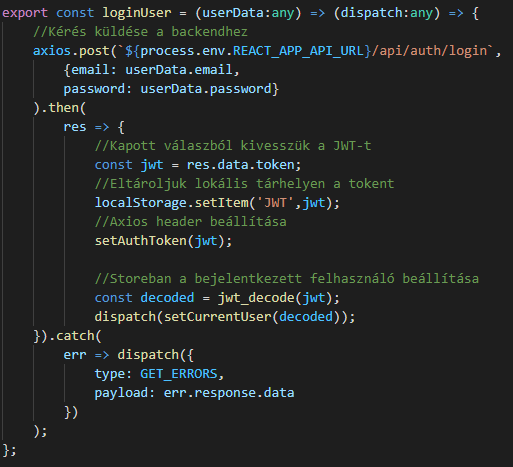 export const loginUser = (userData:any) => (dispatch:any) => {
    //Kérés küldése a backendhez
    axios.post(`${process.env.REACT_APP_API_URL}/api/auth/login`,
        {email: userData.email,
        password: userData.password}
    ).then(
        res => {
            //Kapott válaszból kivesszük a JWT-t
            const jwt = res.data.token;
            //Eltároljuk lokális tárhelyen a tokent
            localStorage.setItem('JWT',jwt);
            //Axios header beállítása
            setAuthToken(jwt);

            //Storeban a bejelentkezett felhasználó beállítása
            const decoded = jwt_decode(jwt);
            dispatch(setCurrentUser(decoded));
    }).catch(
        err => dispatch({
            type: GET_ERRORS,
            payload: err.response.data
        })
    );
};